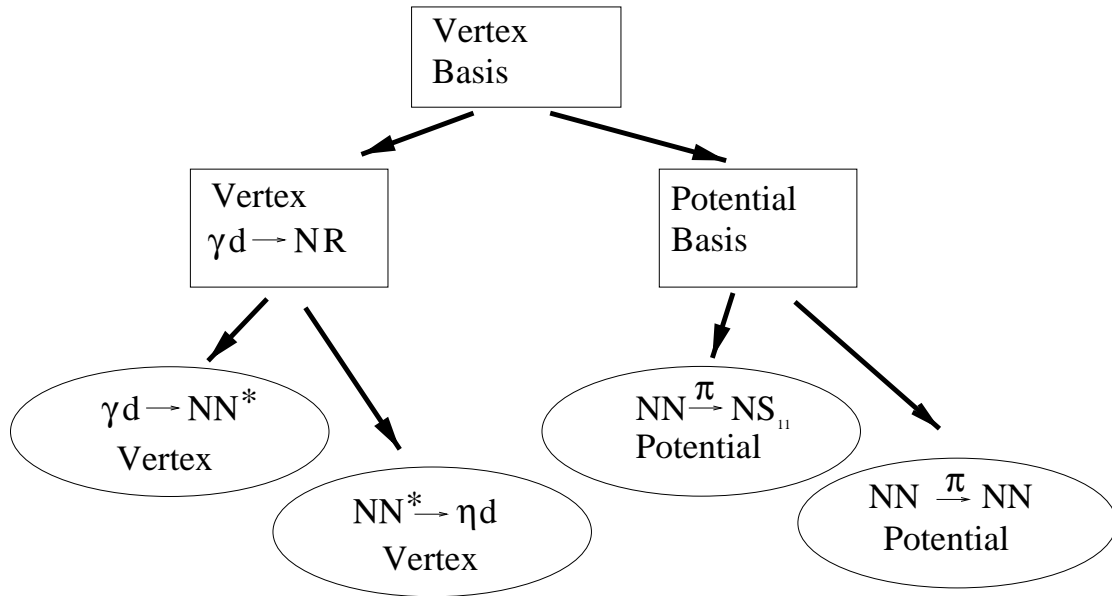 Vertex
Basis
Vertex
γd → NR
Potential
Basis
γd → NN*
Vertex
NN* → ηd
Vertex
NN π→ NS₁₁
Potential
NN π→ NN
Potential